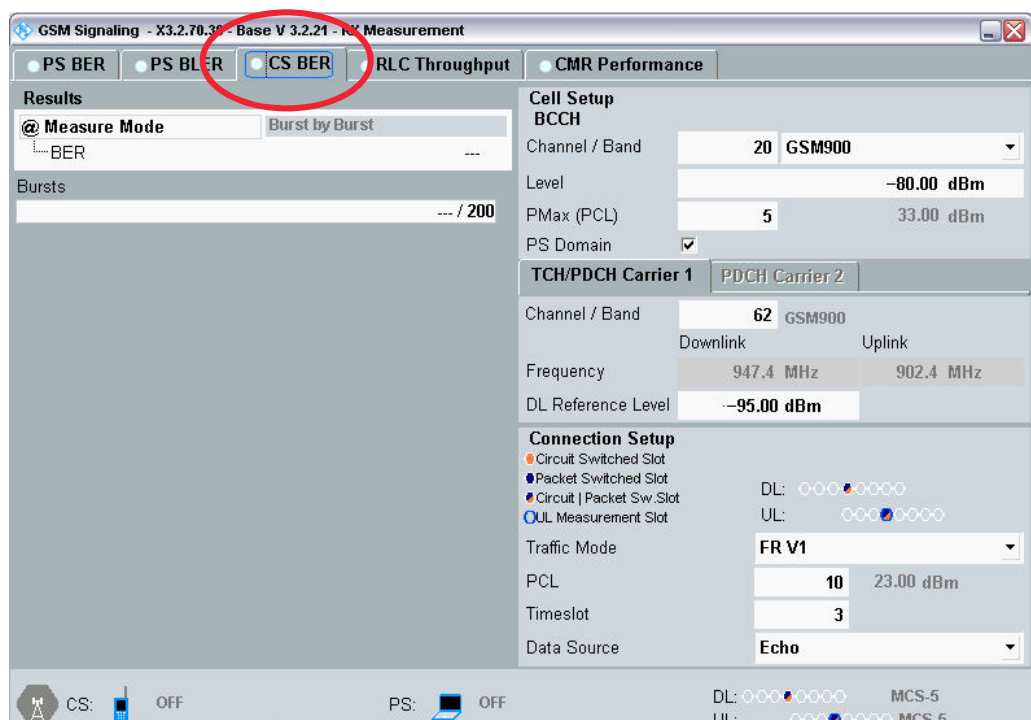 GSM Signaling - X3.2.70.30 - Base V 3.2.21 - RX Measurement
PS BER PS BLER CS BER RLC Throughput CMR Performance
Results
@ Measure Mode Burst by Burst
BER ---
Bursts
--- / 200
Cell Setup
BCCH
Channel / Band 20 GSM900
Level -80.00 dBm
PMax (PCL) 5 33.00 dBm
PS Domain
TCH/PDCH Carrier 1 PDCH Carrier 2
Channel / Band 62 GSM900
Downlink Uplink
Frequency 947.4 MHz 902.4 MHz
DL Reference Level -95.00 dBm
Connection Setup
Circuit Switched Slot
Packet Switched Slot
Circuit | Packet Sw.Slot
UL Measurement Slot
DL:
UL:
Traffic Mode FR V1
PCL 10 23.00 dBm
Timeslot 3
Data Source Echo
CS: OFF PS: OFF DL: MCS-5
UL: MCS-5